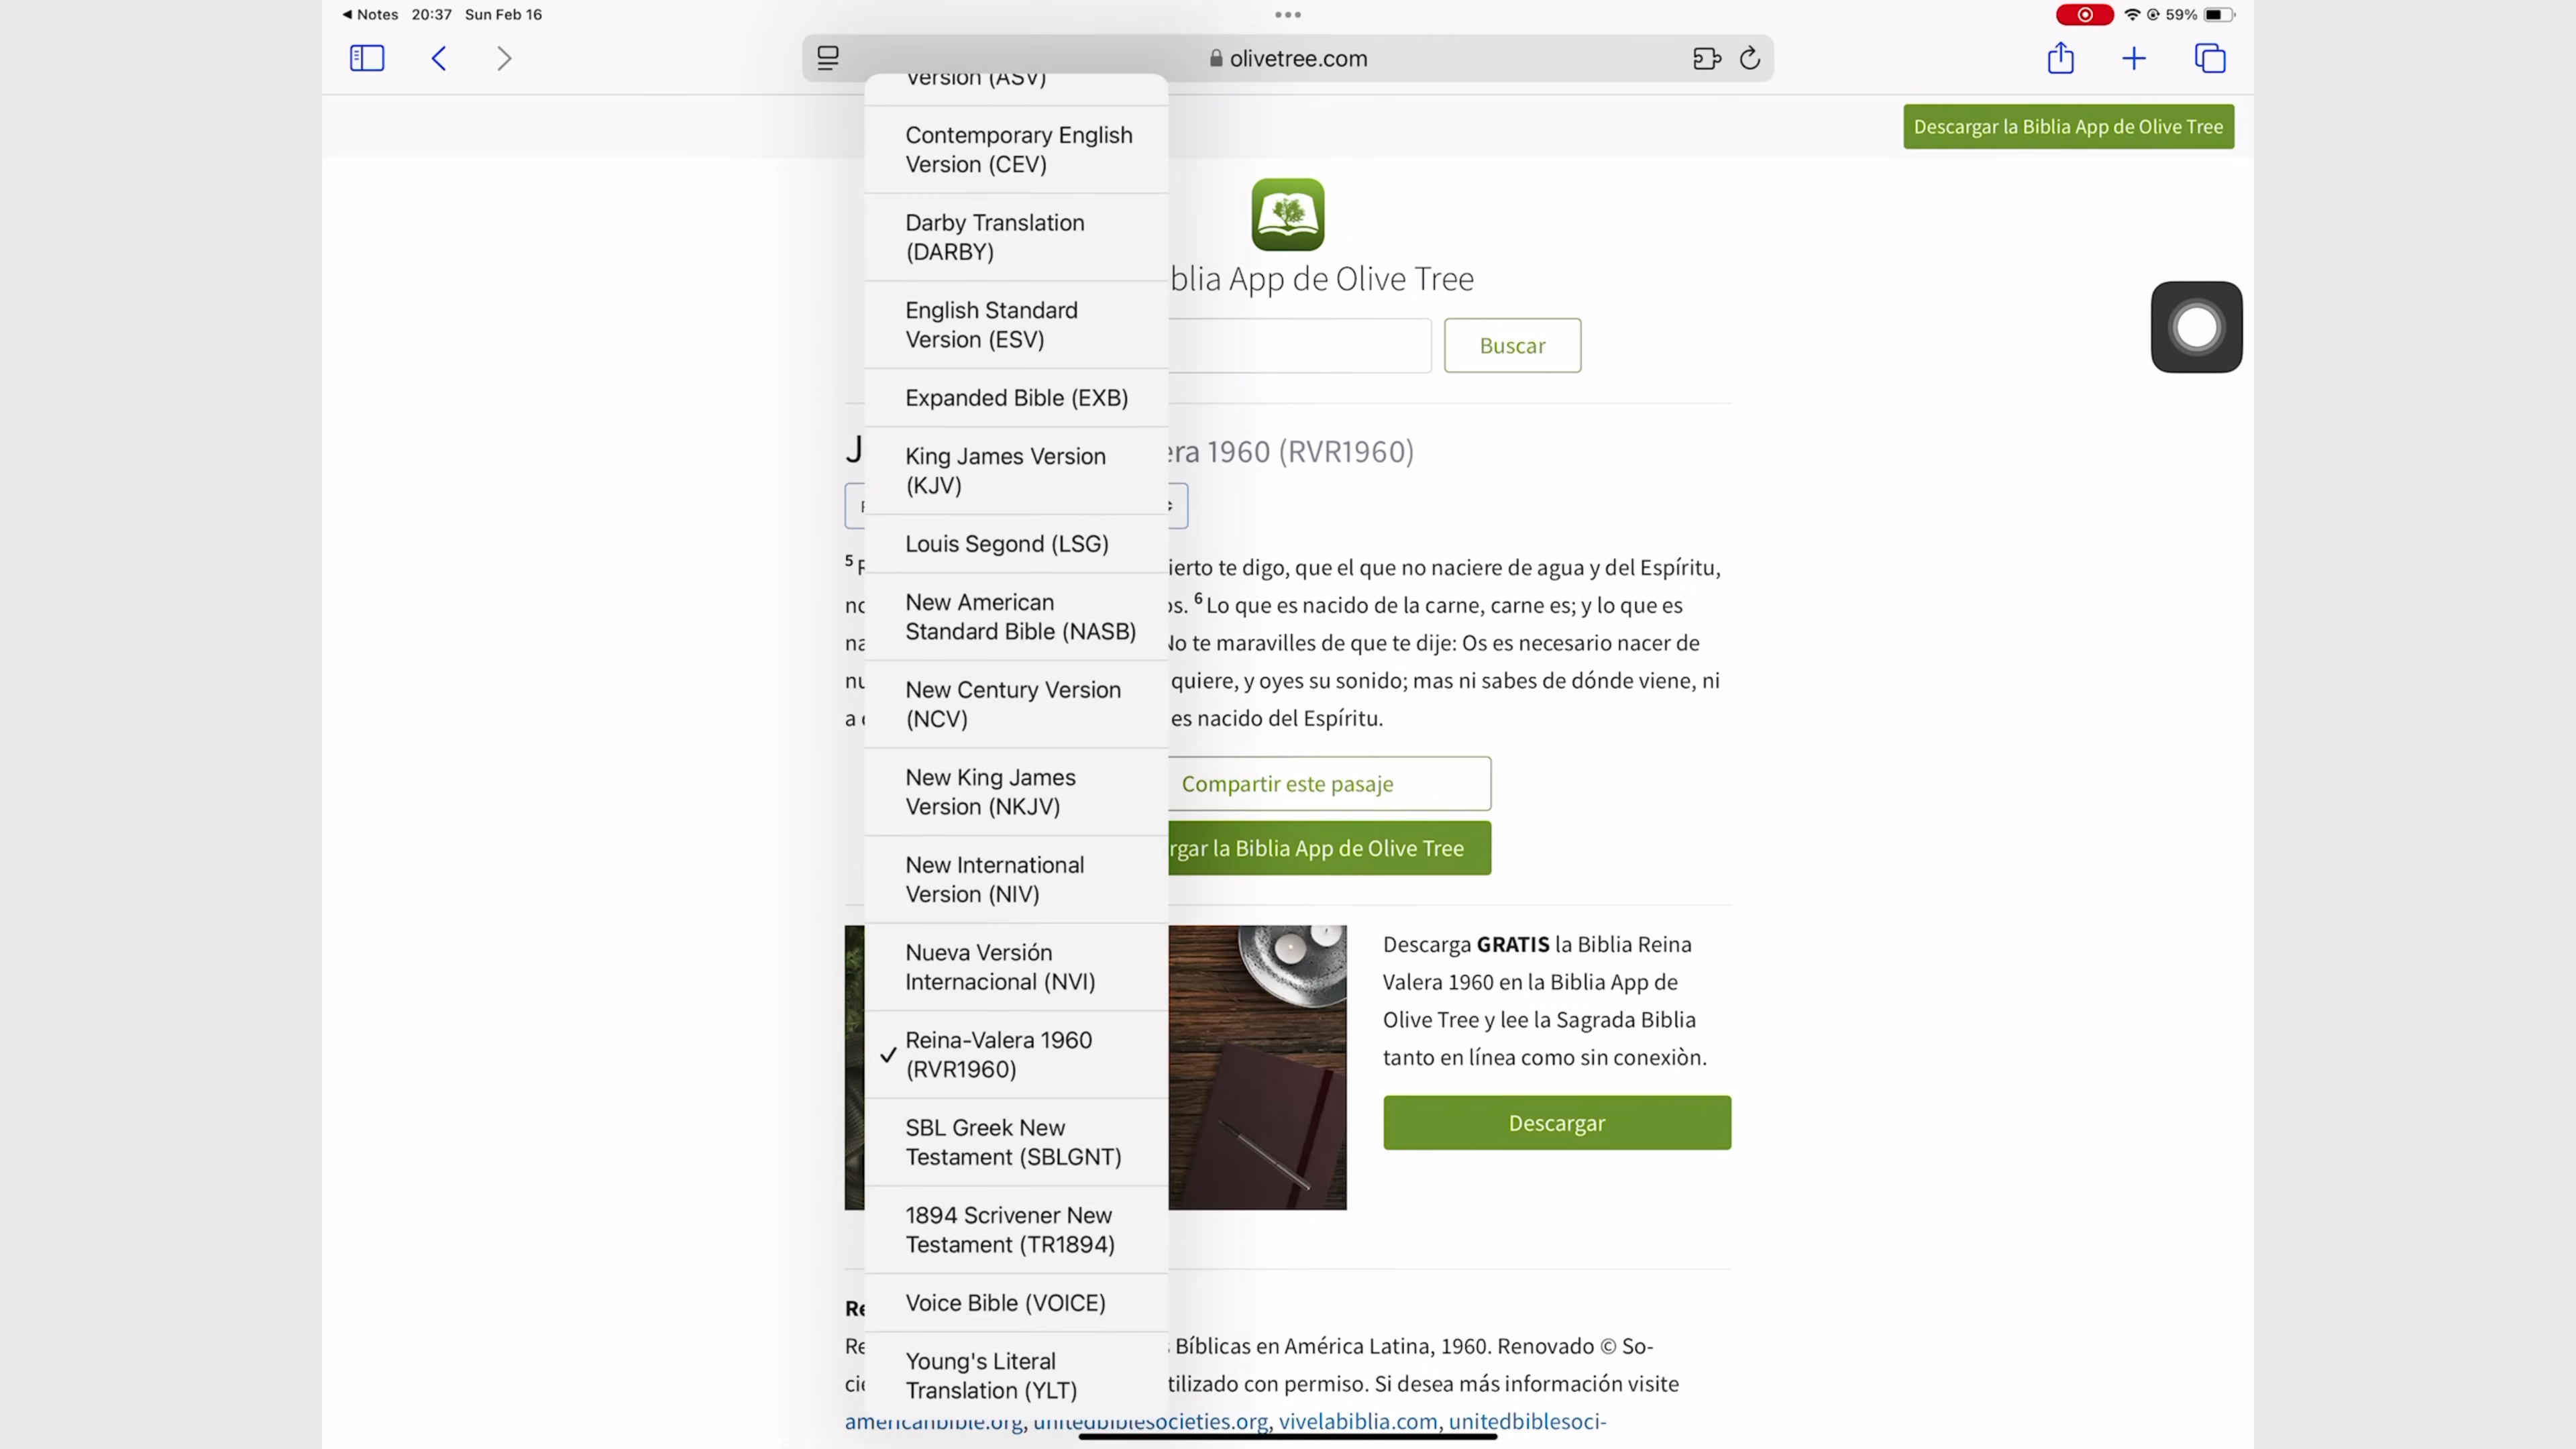 Notes 20:37 Sun Feb 16
59%
olivetree.com
Version (ASV)
Descargar la Biblia App de Olive Tree
Contemporary English
Version (CEV)
Darby Translation
(DARBY)
English Standard
Version (ESV)
Expanded Bible (EXB)
King James Version
(KJV)
Louis Segond (LSG)
New American
Standard Bible (NASB)
New Century Version
(NCV)
New King James
Version (NKJV)
New International
Version (NIV)
Nueva Versión
Internacional (NVI)
Reina-Valera 1960
(RVR1960)
SBL Greek New
Testament (SBLGNT)
1894 Scrivener New
Testament (TR1894)
Voice Bible (VOICE)
Young's Literal
Translation (YLT)
App de Olive Tree
Buscar
J 1960 (RVR1960)
5 te digo, que el que no naciere de agua y del Espíritu,
6 Lo que es nacido de la carne, carne es; y lo que es
te maravilles de que te dije: Os es necesario nacer de
quiere, y oyes su sonido; mas ni sabes de dónde viene, ni
a es nacido del Espíritu.
Compartir este pasaje
la Biblia App de Olive Tree
Descarga GRATIS la Biblia Reina
Valera 1960 en la Biblia App de
Olive Tree y lee la Sagrada Biblia
tanto en línea como sin conexiòn.
Descargar
Bíblicas en América Latina, 1960. Renovado © So-
con permiso. Si desea más información visite
americanbible.org, unitedbiblesocieties.org, vivelabiblia.com, unitedbiblesoci-